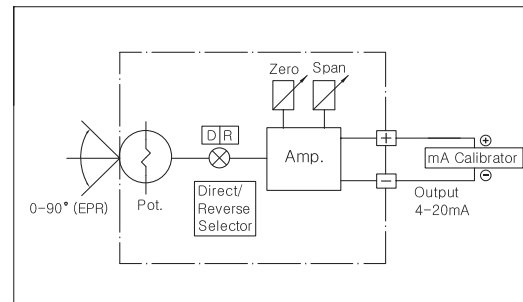 Zero Span
D R
+
Amp.
⊕
mA Calibrator
⊖
−
0-90° (EPR)
Pot.
Direct/
Reverse
Selector
Output
4-20mA